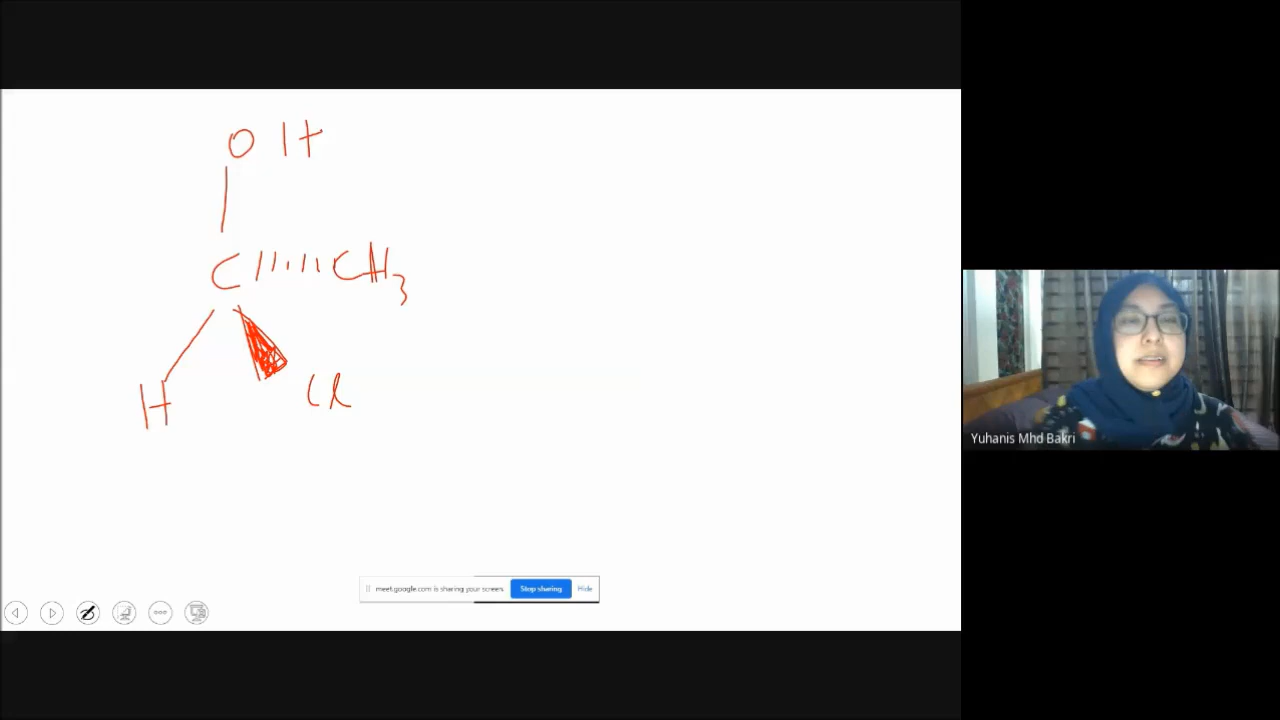 OH
C CH3
H Cl
Yuhanis Mhd Bakri
meet.google.com is sharing your screen. Stop sharing Hide